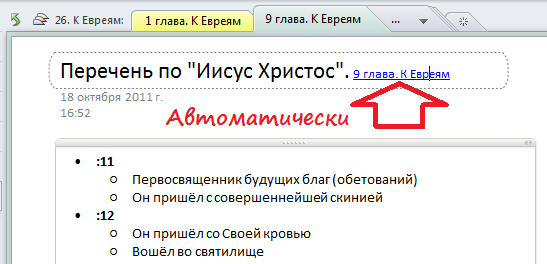 26. К Евреям
1 глава. К Евреям
9 глава. К Евреям
...
Перечень по "Иисус Христос". 9 глава. К Евреям
18 октября 2011 г.
16:52
Автоматически
:11
Первосвященник будущих благ (обетований)
Он пришёл с совершеннейшей скинией
:12
Он пришёл со Своей кровью
Вошёл во святилище